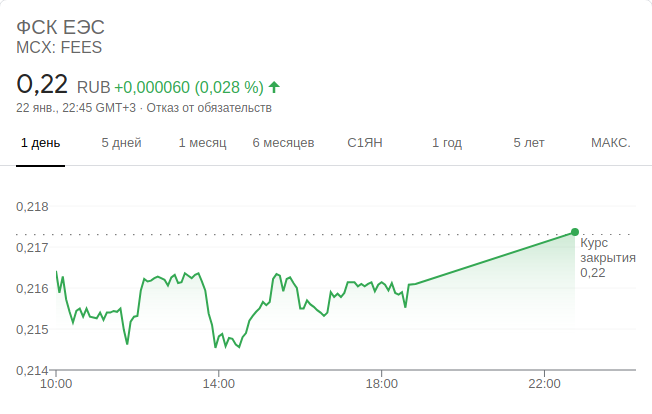 ФСК ЕЭС
MCX: FEES
0,22 RUB +0,000060 (0,028 %)
22 янв., 22:45 GMT+3 · Отказ от обязательств
1 день 5 дней 1 месяц 6 месяцев С1ЯН 1 год 5 лет МАКС.
0,218
0,217
0,216
0,215
0,214
Курс
закрытия
0,22
10:00 14:00 18:00 22:00